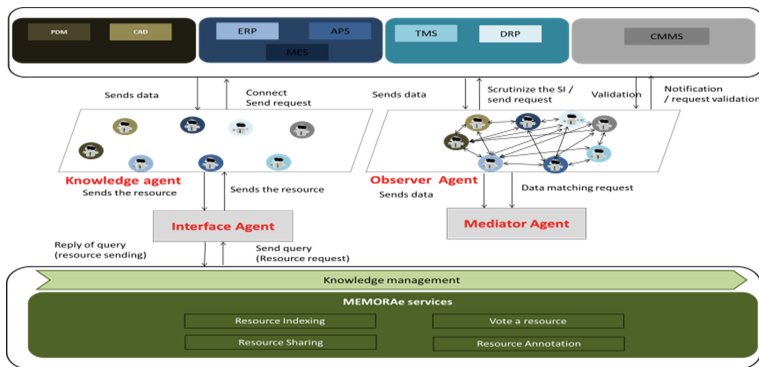 PDM
CAD
ERP
APS
MES
TMS
DRP
CMMS
Sends data
Connect
Send request
Sends data
Scrutinize the SI /
send request
Validation
Notification
/ request validation
Knowledge agent
Sends the resource
Sends the resource
Observer Agent
Sends data
Data matching request
Interface Agent
Mediator Agent
Reply of query
(resource sending)
Send query
(Resource request)
Knowledge management
MEMORAe services
Resource Indexing
Vote a resource
Resource Sharing
Resource Annotation